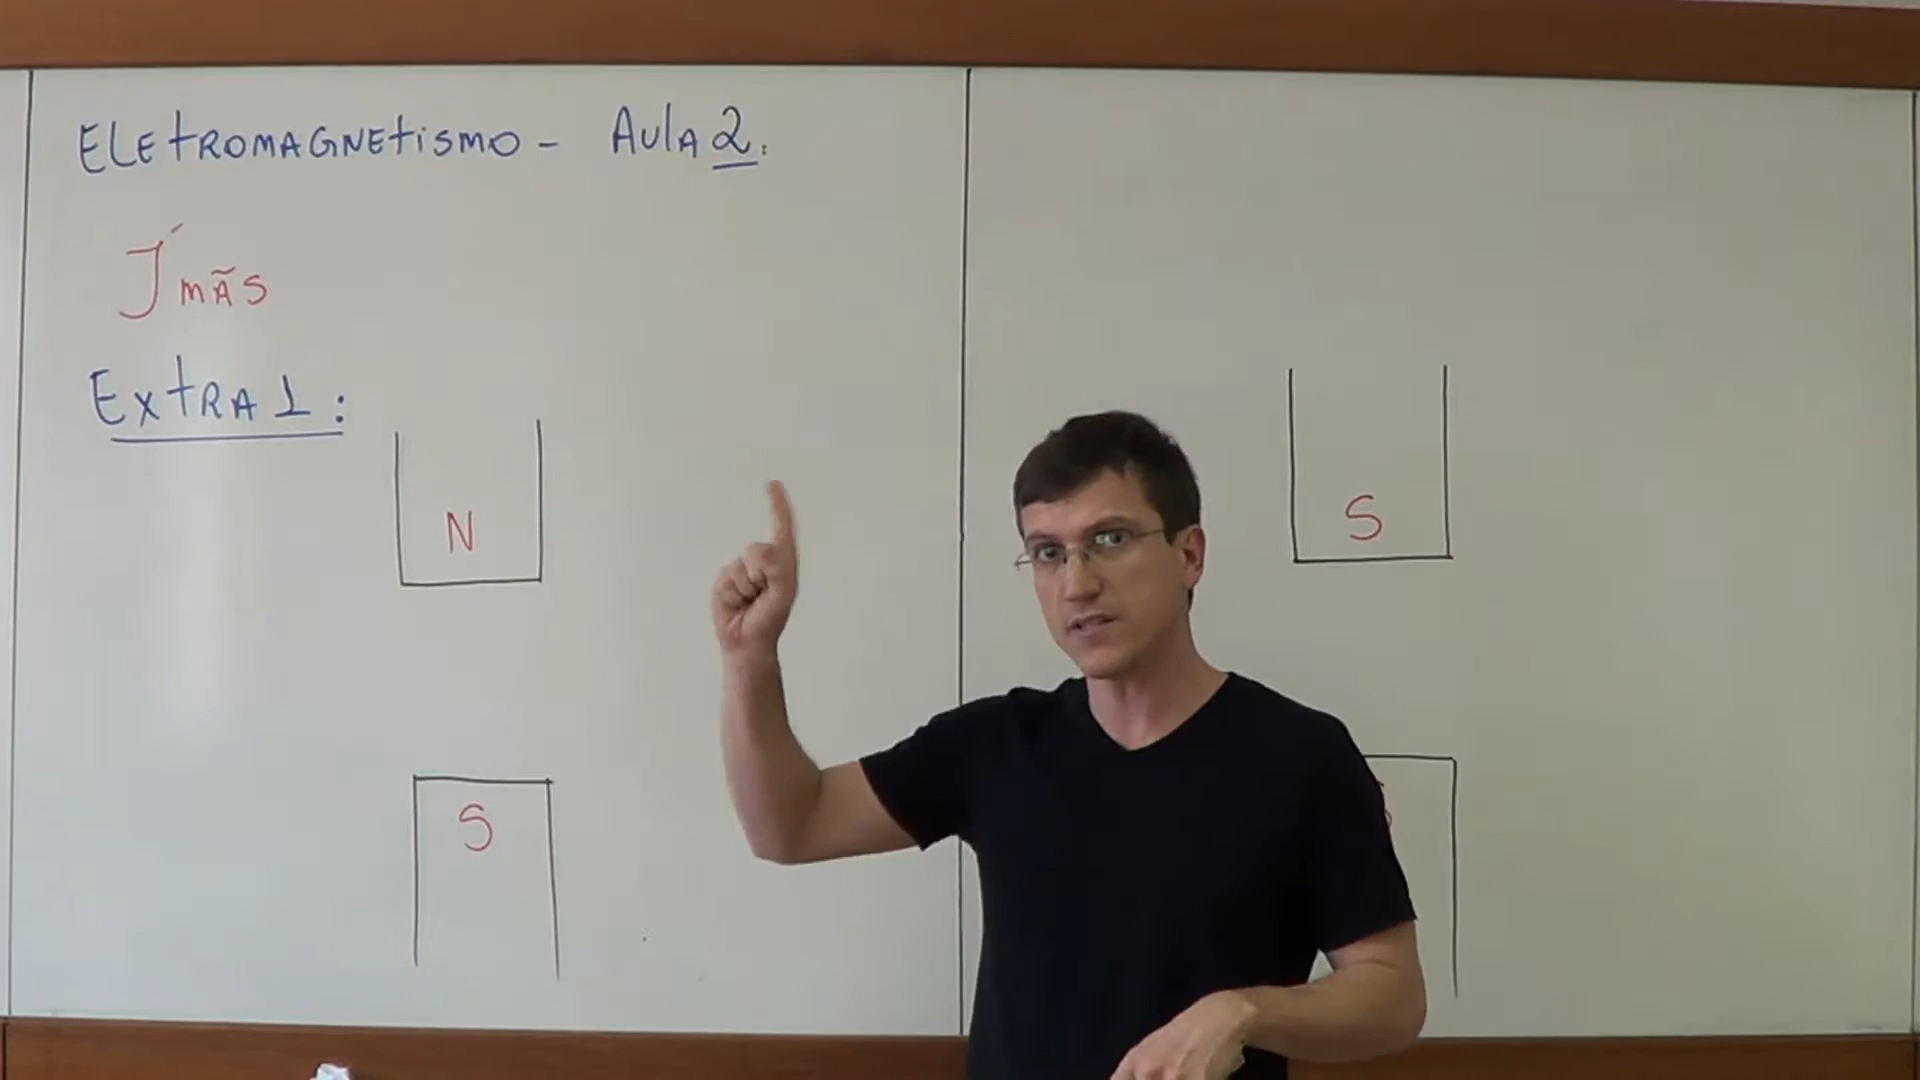 Eletromagnetismo - Aula 2.
Ímãs
Extra 1:
N
S
S